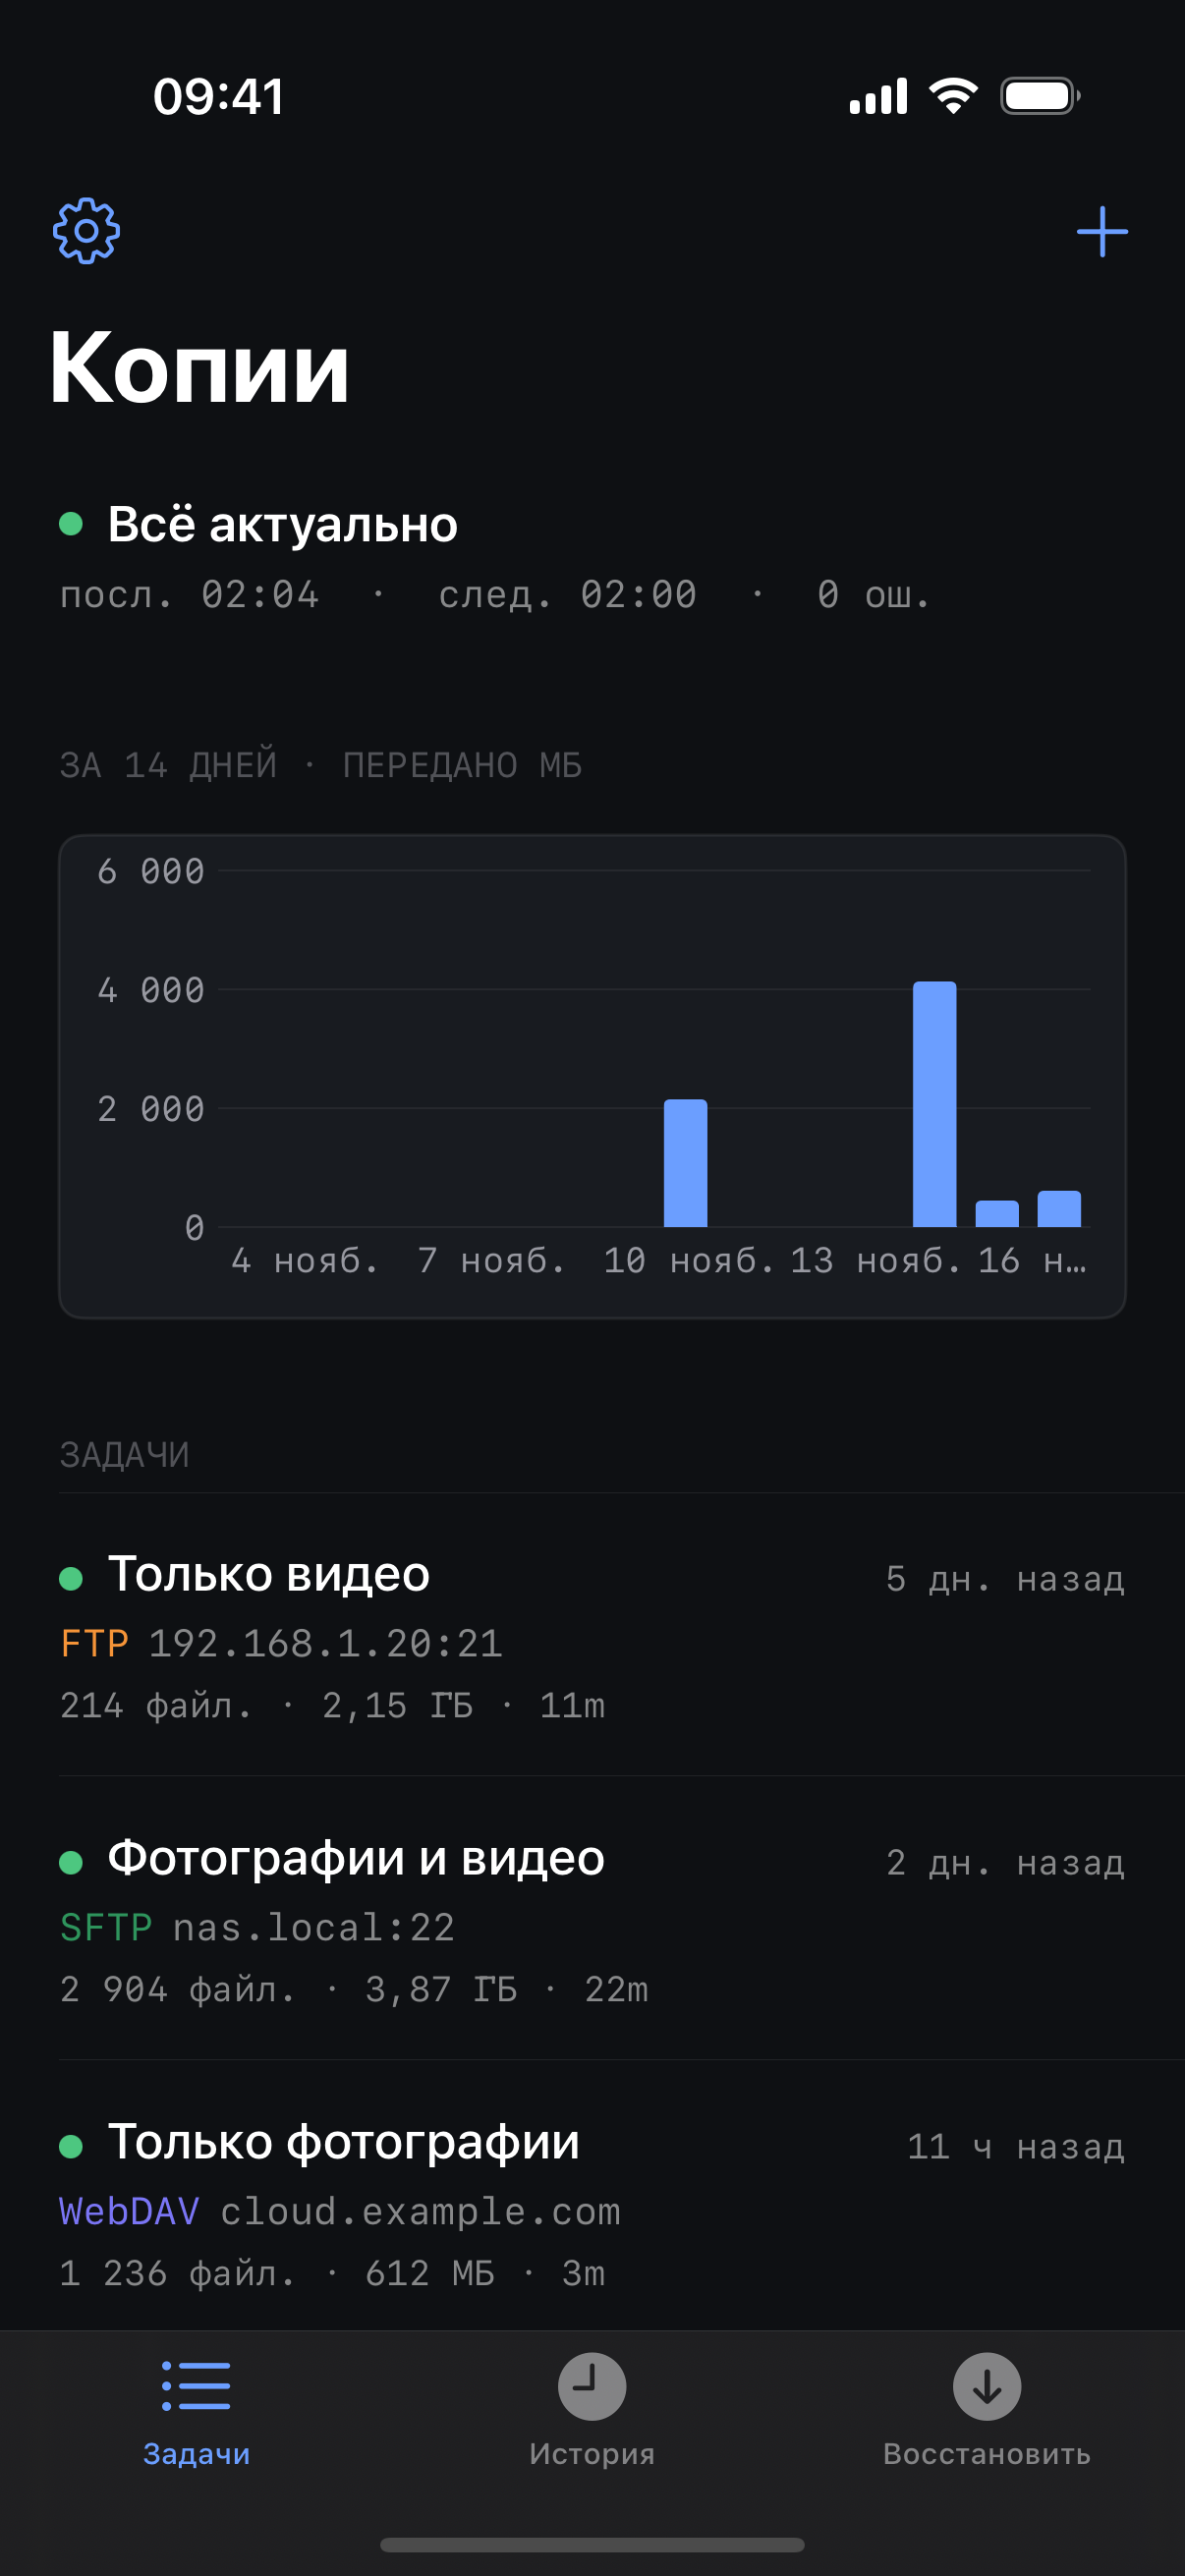 09:41
Копии
Всё актуально
посл. 02:04 · след. 02:00 · 0 ош.
ЗА 14 ДНЕЙ · ПЕРЕДАНО МБ
6 000
4 000
2 000
0
4 нояб. 7 нояб. 10 нояб. 13 нояб. 16 н…
ЗАДАЧИ
Только видео 5 дн. назад
FTP 192.168.1.20:21
214 файл. · 2,15 ГБ · 11m
Фотографии и видео 2 дн. назад
SFTP nas.local:22
2 904 файл. · 3,87 ГБ · 22m
Только фотографии 11 ч назад
WebDAV cloud.example.com
1 236 файл. · 612 МБ · 3m
Задачи История Восстановить